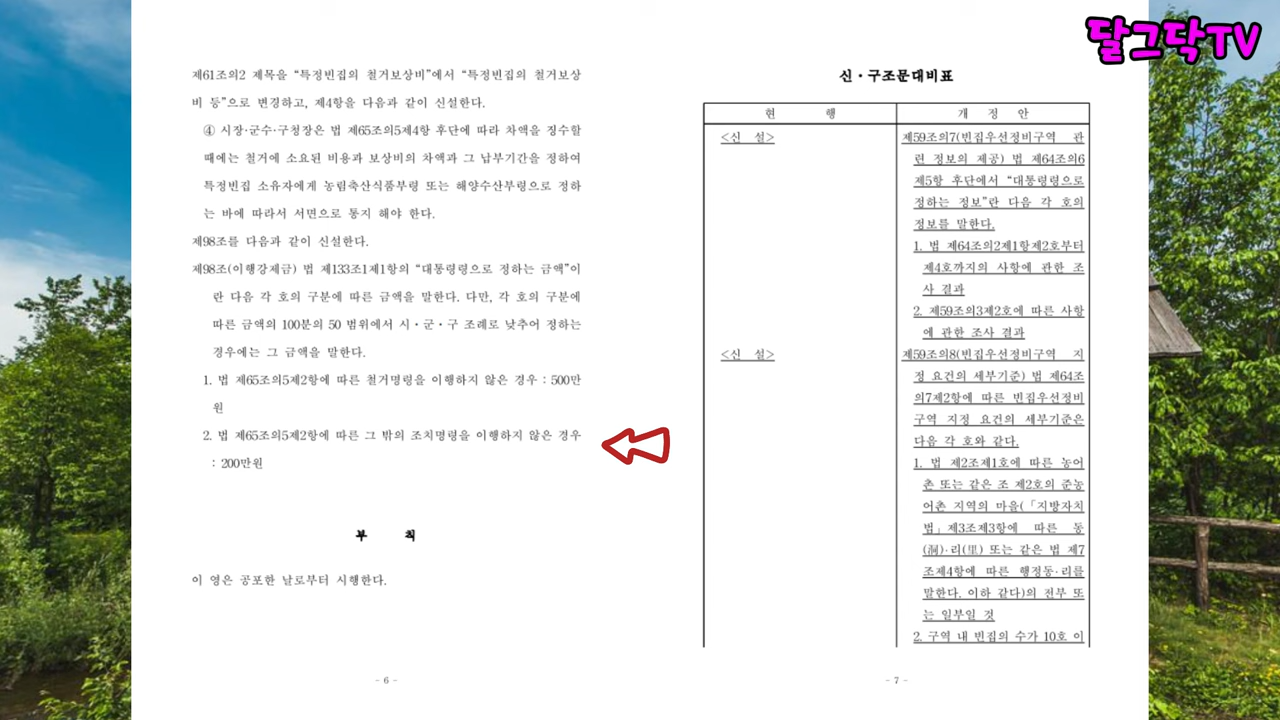 달그닥TV
제61조의2 제목을 “특정빈집의 철거보상비”에서 “특정빈집의 철거보상
비 등”으로 변경하고, 제4항을 다음과 같이 신설한다.
④ 시장·군수·구청장은 법 제65조의5제4항 후단에 따라 차액을 징수할
때에는 철거에 소요된 비용과 보상비의 차액과 그 납부기간을 정하여
특정빈집 소유자에게 농림축산식품부령 또는 해양수산부령으로 정하
는 바에 따라서 서면으로 통지 해야 한다.
제98조를 다음과 같이 신설한다.
제98조(이행강제금) 법 제133조1제1항의 “대통령령으로 정하는 금액”이
란 다음 각 호의 구분에 따른 금액을 말한다. 다만, 각 호의 구분에
따른 금액의 100분의 50 범위에서 시·군·구 조례로 낮추어 정하는
경우에는 그 금액을 말한다.
1. 법 제65조의5제2항에 따른 철거명령을 이행하지 않은 경우 : 500만
원
2. 법 제65조의5제2항에 따른 그 밖의 조치명령을 이행하지 않은 경우
: 200만원
부 칙
이 영은 공포한 날로부터 시행한다.
- 6 -
신·구조문대비표
현 행
개 정 안
<신 설>
제59조의7(빈집우선정비구역 관
련 정보의 제공) 법 제64조의6
제5항 후단에서 “대통령령으로
정하는 정보”란 다음 각 호의
정보를 말한다.
1. 법 제64조의2제1항제2호부터
제4호까지의 사항에 관한 조
사 결과
2. 제59조의3제2호에 따른 사항
에 관한 조사 결과
<신 설>
제59조의8(빈집우선정비구역 지
정 요건의 세부기준) 법 제64조
의7제2항에 따른 빈집우선정비
구역 지정 요건의 세부기준은
다음 각 호와 같다.
1. 법 제2조제1호에 따른 농어
촌 또는 같은 조 제2호의 준농
어촌 지역의 마을(「지방자치
법」제3조제3항에 따른 동
(洞)·리(里) 또는 같은 법 제7
조제4항에 따른 행정동·리를
말한다. 이하 같다)의 전부 또
는 일부일 것
2. 구역 내 빈집의 수가 10호 이
- 7 -